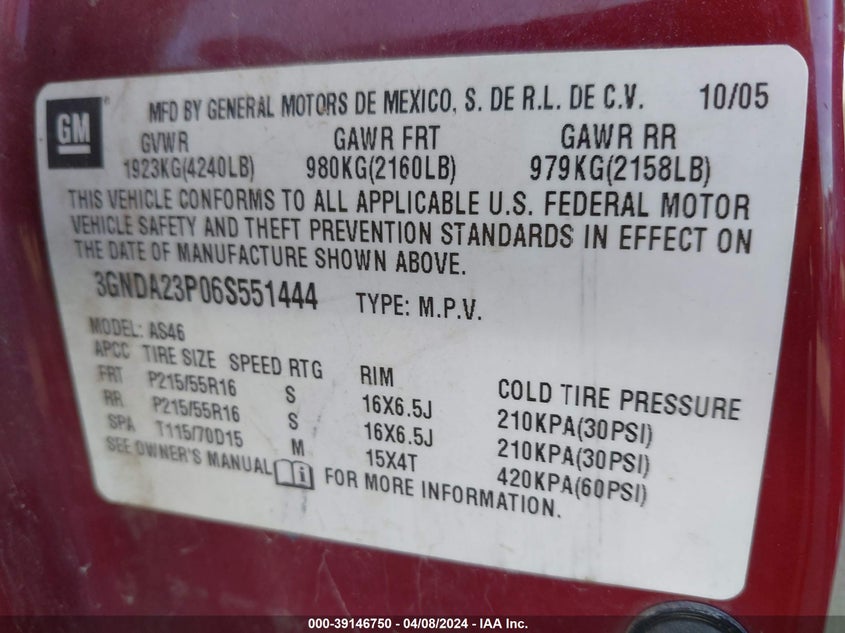 GM
MFD BY GENERAL MOTORS DE MEXICO, S. DE R.L. DE C.V. 10/05
GVWR GAWR FRT GAWR RR
1923KG(4240LB) 980KG(2160LB) 979KG(2158LB)
THIS VEHICLE CONFORMS TO ALL APPLICABLE U.S. FEDERAL MOTOR
VEHICLE SAFETY AND THEFT PREVENTION STANDARDS IN EFFECT ON
THE DATE OF MANUFACTURE SHOWN ABOVE.
3GNDA23P06S551444 TYPE: M.P.V.
MODEL: AS46
APCC TIRE SIZE SPEED RTG RIM COLD TIRE PRESSURE
FRT P215/55R16 S 16X6.5J 210KPA(30PSI)
RR P215/55R16 S 16X6.5J 210KPA(30PSI)
SPA T115/70D15 M 15X4T 420KPA(60PSI)
SEE OWNER'S MANUAL FOR MORE INFORMATION.
000-39146750 - 04/08/2024 - IAA Inc.